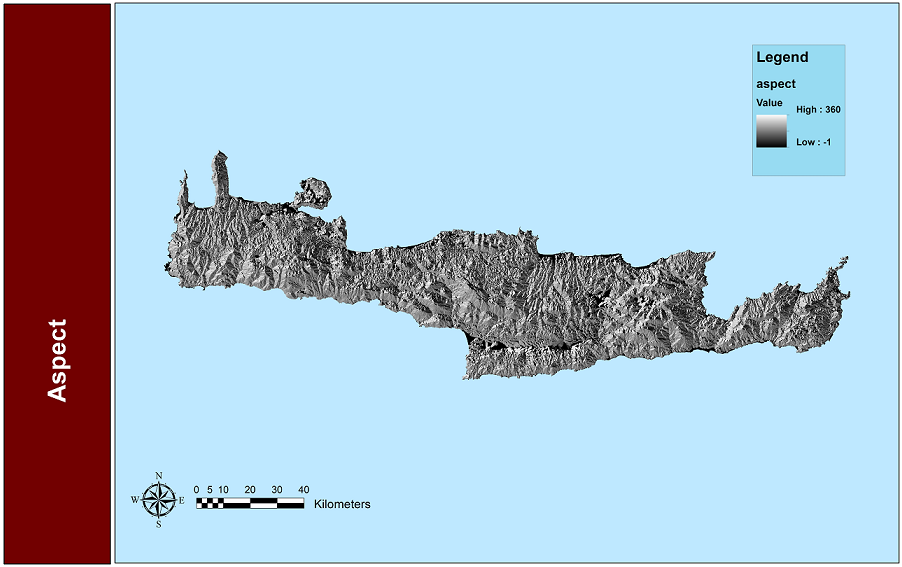 Aspect
Legend
aspect
Value
High : 360
Low : -1
N
W E
S
0 5 10 20 30 40
Kilometers